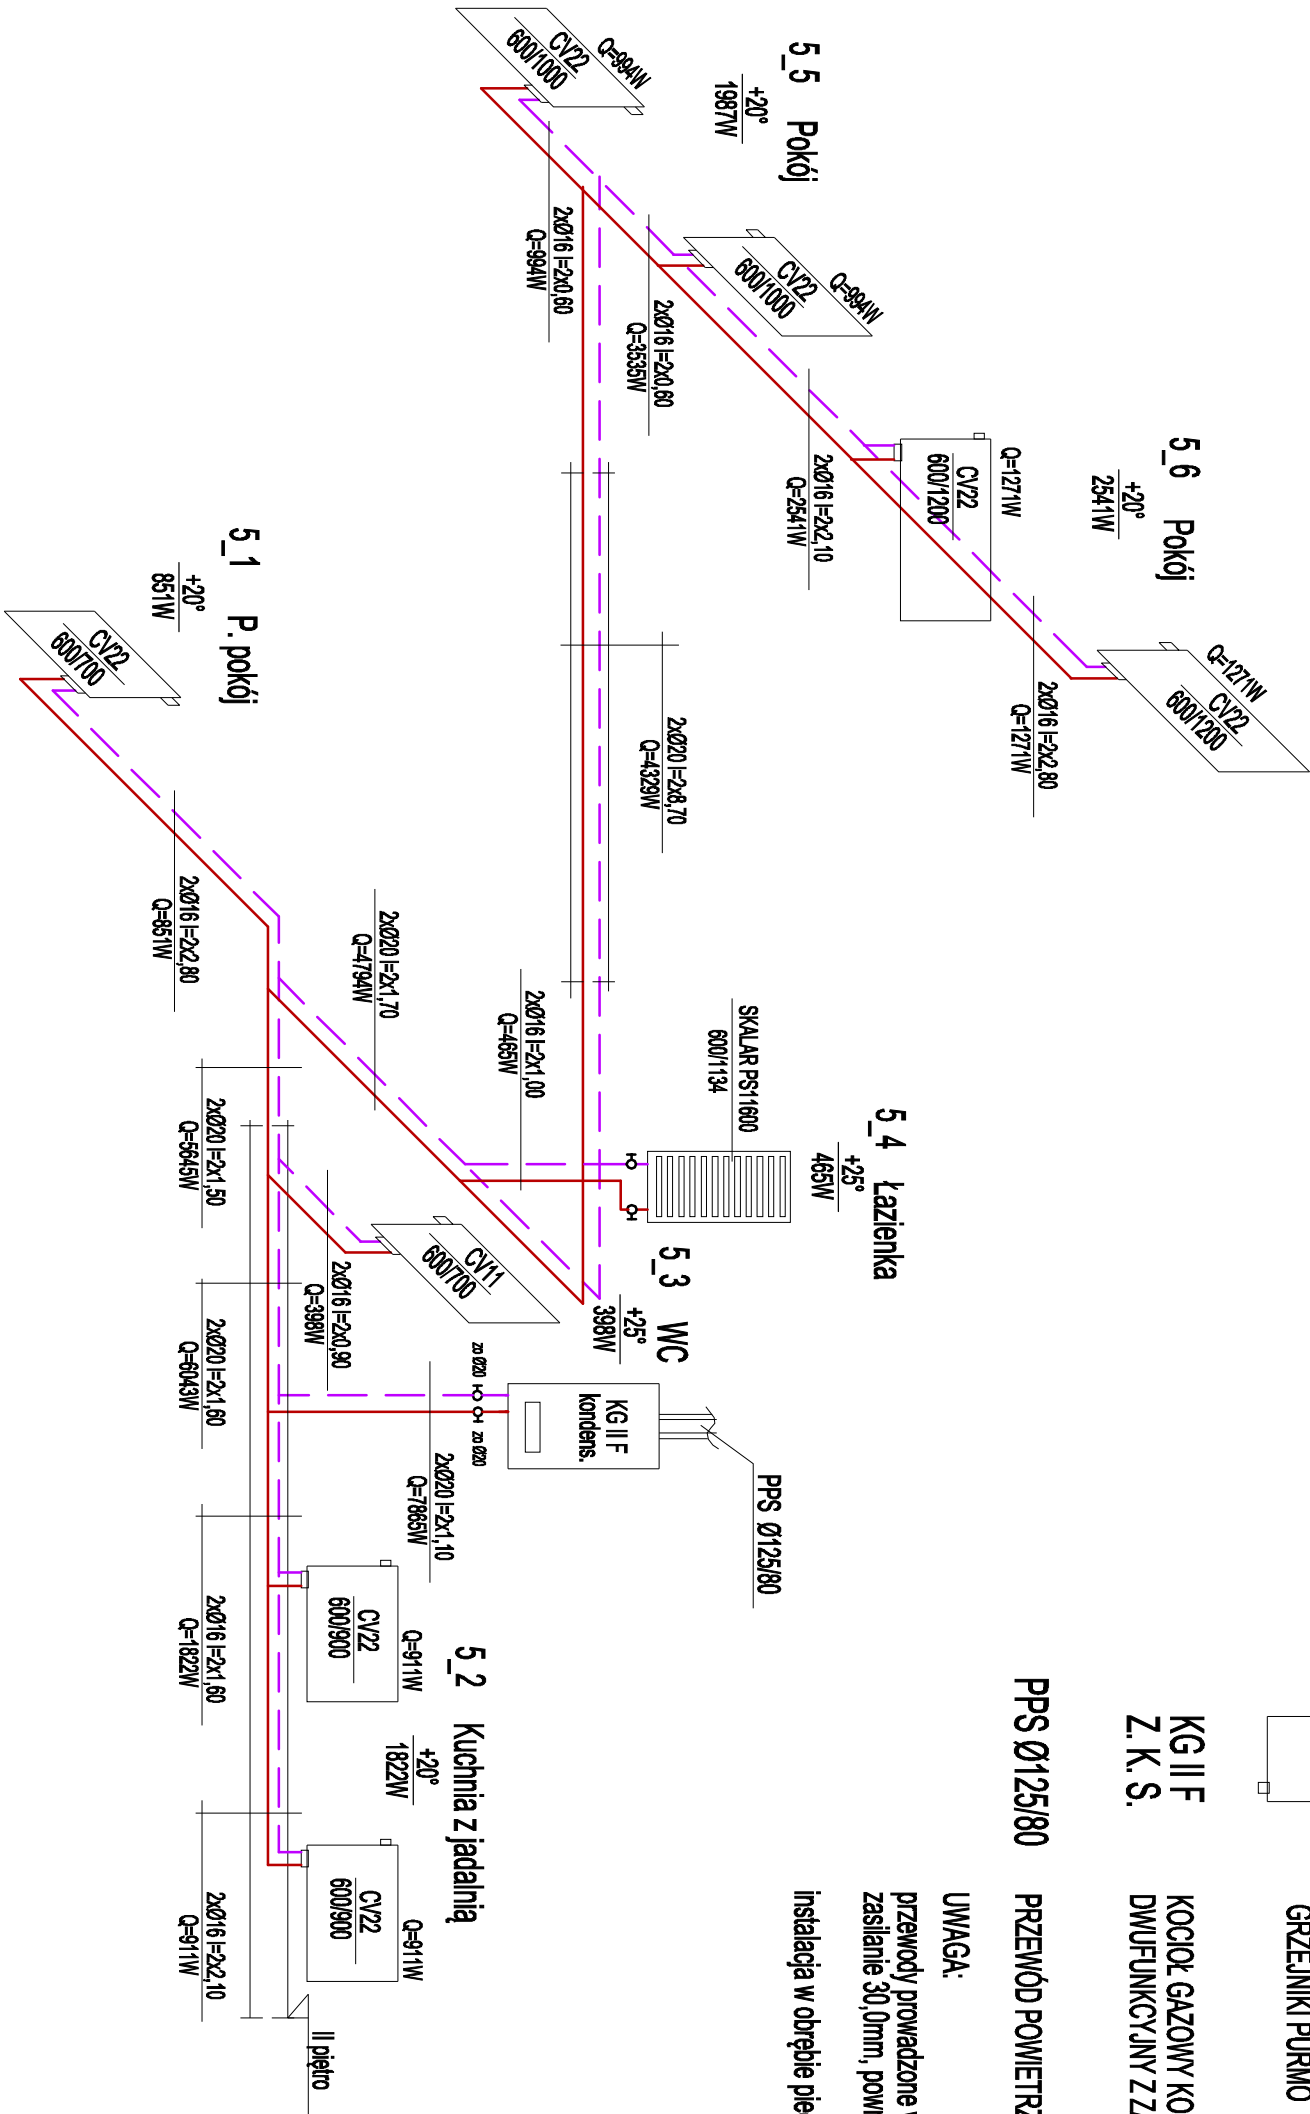 5_5 Pokój
+20°
1987W
Q=994W
CV22
600/1000
2xØ16 l=2x0,60
Q=994W
Q=994W
CV22
600/1000
2xØ16 l=2x0,60
Q=3535W
5_6 Pokój
+20°
2541W
Q=1271W
CV22
600/1200
2xØ16 l=2x2,10
Q=2541W
Q=1271W
CV22
600/1200
2xØ16 l=2x2,80
Q=1271W
2xØ20 l=2x8,70
Q=4329W
5_1 P. pokój
+20°
851W
CV22
600/700
2xØ16 l=2x2,80
Q=851W
2xØ20 l=2x1,70
Q=4794W
2xØ16 l=2x1,00
Q=465W
SKALAR PS11600
600/1134
5_4 Łazienka
+25°
465W
5_3 WC
+25°
398W
CV11
600/700
2xØ16 l=2x0,90
Q=398W
2xØ20 l=2x1,50
Q=5645W
2xØ20 l=2x1,60
Q=6043W
zo Ø20
zo Ø20
KG II F
kondens.
PPS Ø125/80
2xØ20 l=2x1,10
Q=7865W
2xØ16 l=2x1,60
Q=1822W
Q=911W
CV22
600/900
5_2 Kuchnia z jadalnią
+20°
1822W
Q=911W
CV22
600/900
2xØ16 l=2x2,10
Q=911W
II piętro
GRZEJNIKI PURMO
KG II F
Z. K. S.
KOCIOŁ GAZOWY KO
DWUFUNKCYJNY Z Z
PPS Ø125/80
PRZEWÓD POWIETRZ
UWAGA:
przewody prowadzone
zasilanie 30,0mm, pow
instalacja w obrębie pię